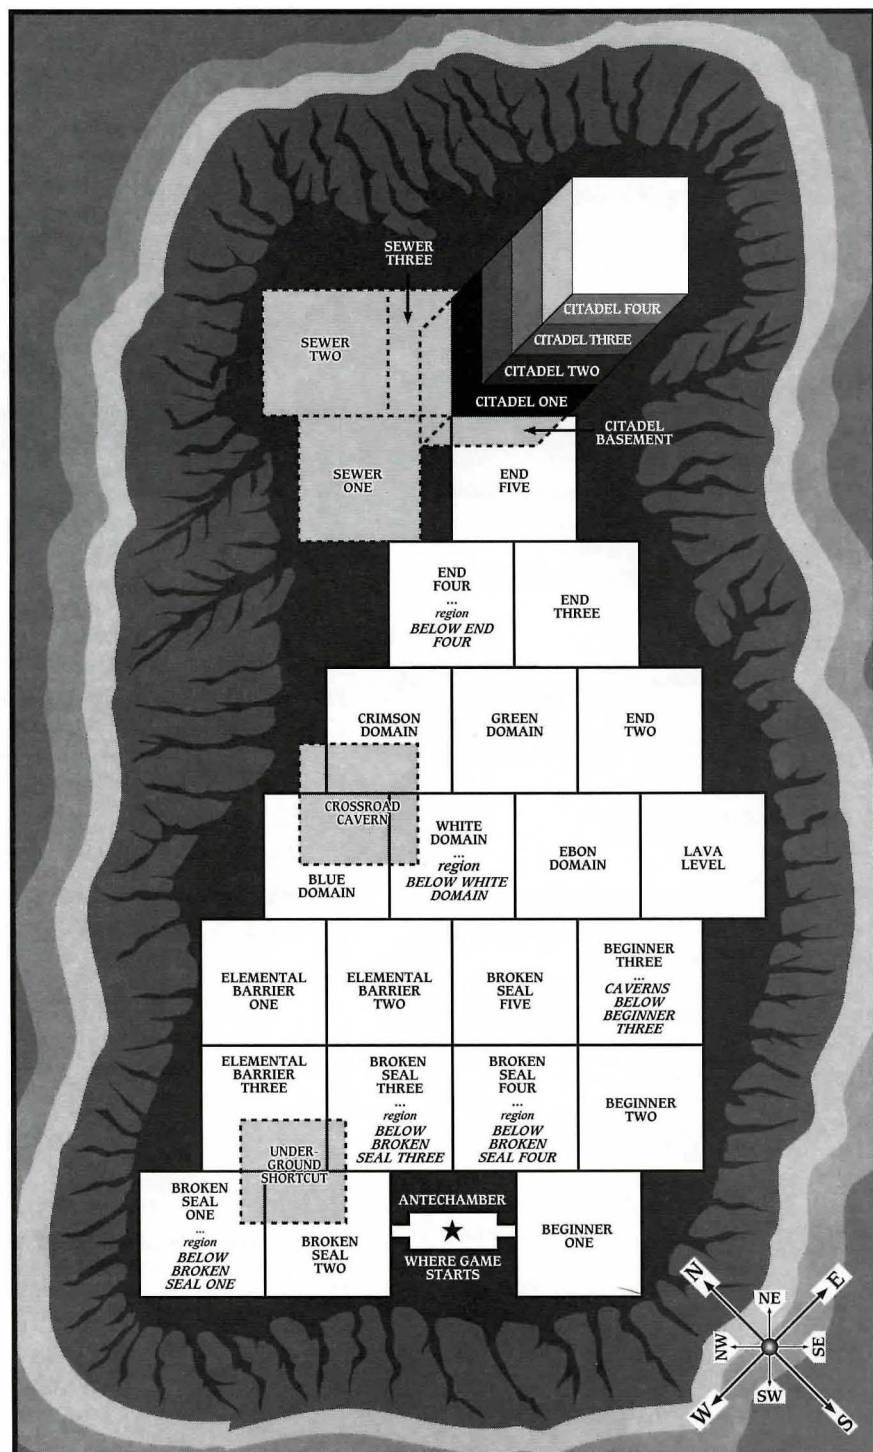 SEWER
THREE
SEWER
TWO
CITADEL FOUR
CITADEL THREE
CITADEL TWO
CITADEL ONE
CITADEL
BASEMENT
SEWER
ONE
END
FIVE
END
FOUR
...
region
BELOW END
FOUR
END
THREE
CRIMSON
DOMAIN
GREEN
DOMAIN
END
TWO
CROSSROAD
CAVERN
BLUE
DOMAIN
WHITE
DOMAIN
...
region
BELOW WHITE
DOMAIN
EBON
DOMAIN
LAVA
LEVEL
ELEMENTAL
BARRIER
ONE
ELEMENTAL
BARRIER
TWO
BROKEN
SEAL
FIVE
BEGINNER
THREE
...
CAVERNS
BELOW
BEGINNER
THREE
ELEMENTAL
BARRIER
THREE
BROKEN
SEAL
THREE
...
region
BELOW
BROKEN
SEAL THREE
BROKEN
SEAL
FOUR
...
region
BELOW
BROKEN
SEAL FOUR
BEGINNER
TWO
UNDER-
GROUND
SHORTCUT
BROKEN
SEAL
ONE
...
region
BELOW
BROKEN
SEAL ONE
BROKEN
SEAL
TWO
ANTECHAMBER
WHERE GAME
STARTS
BEGINNER
ONE
N
NE
E
NW
SE
W
SW
S